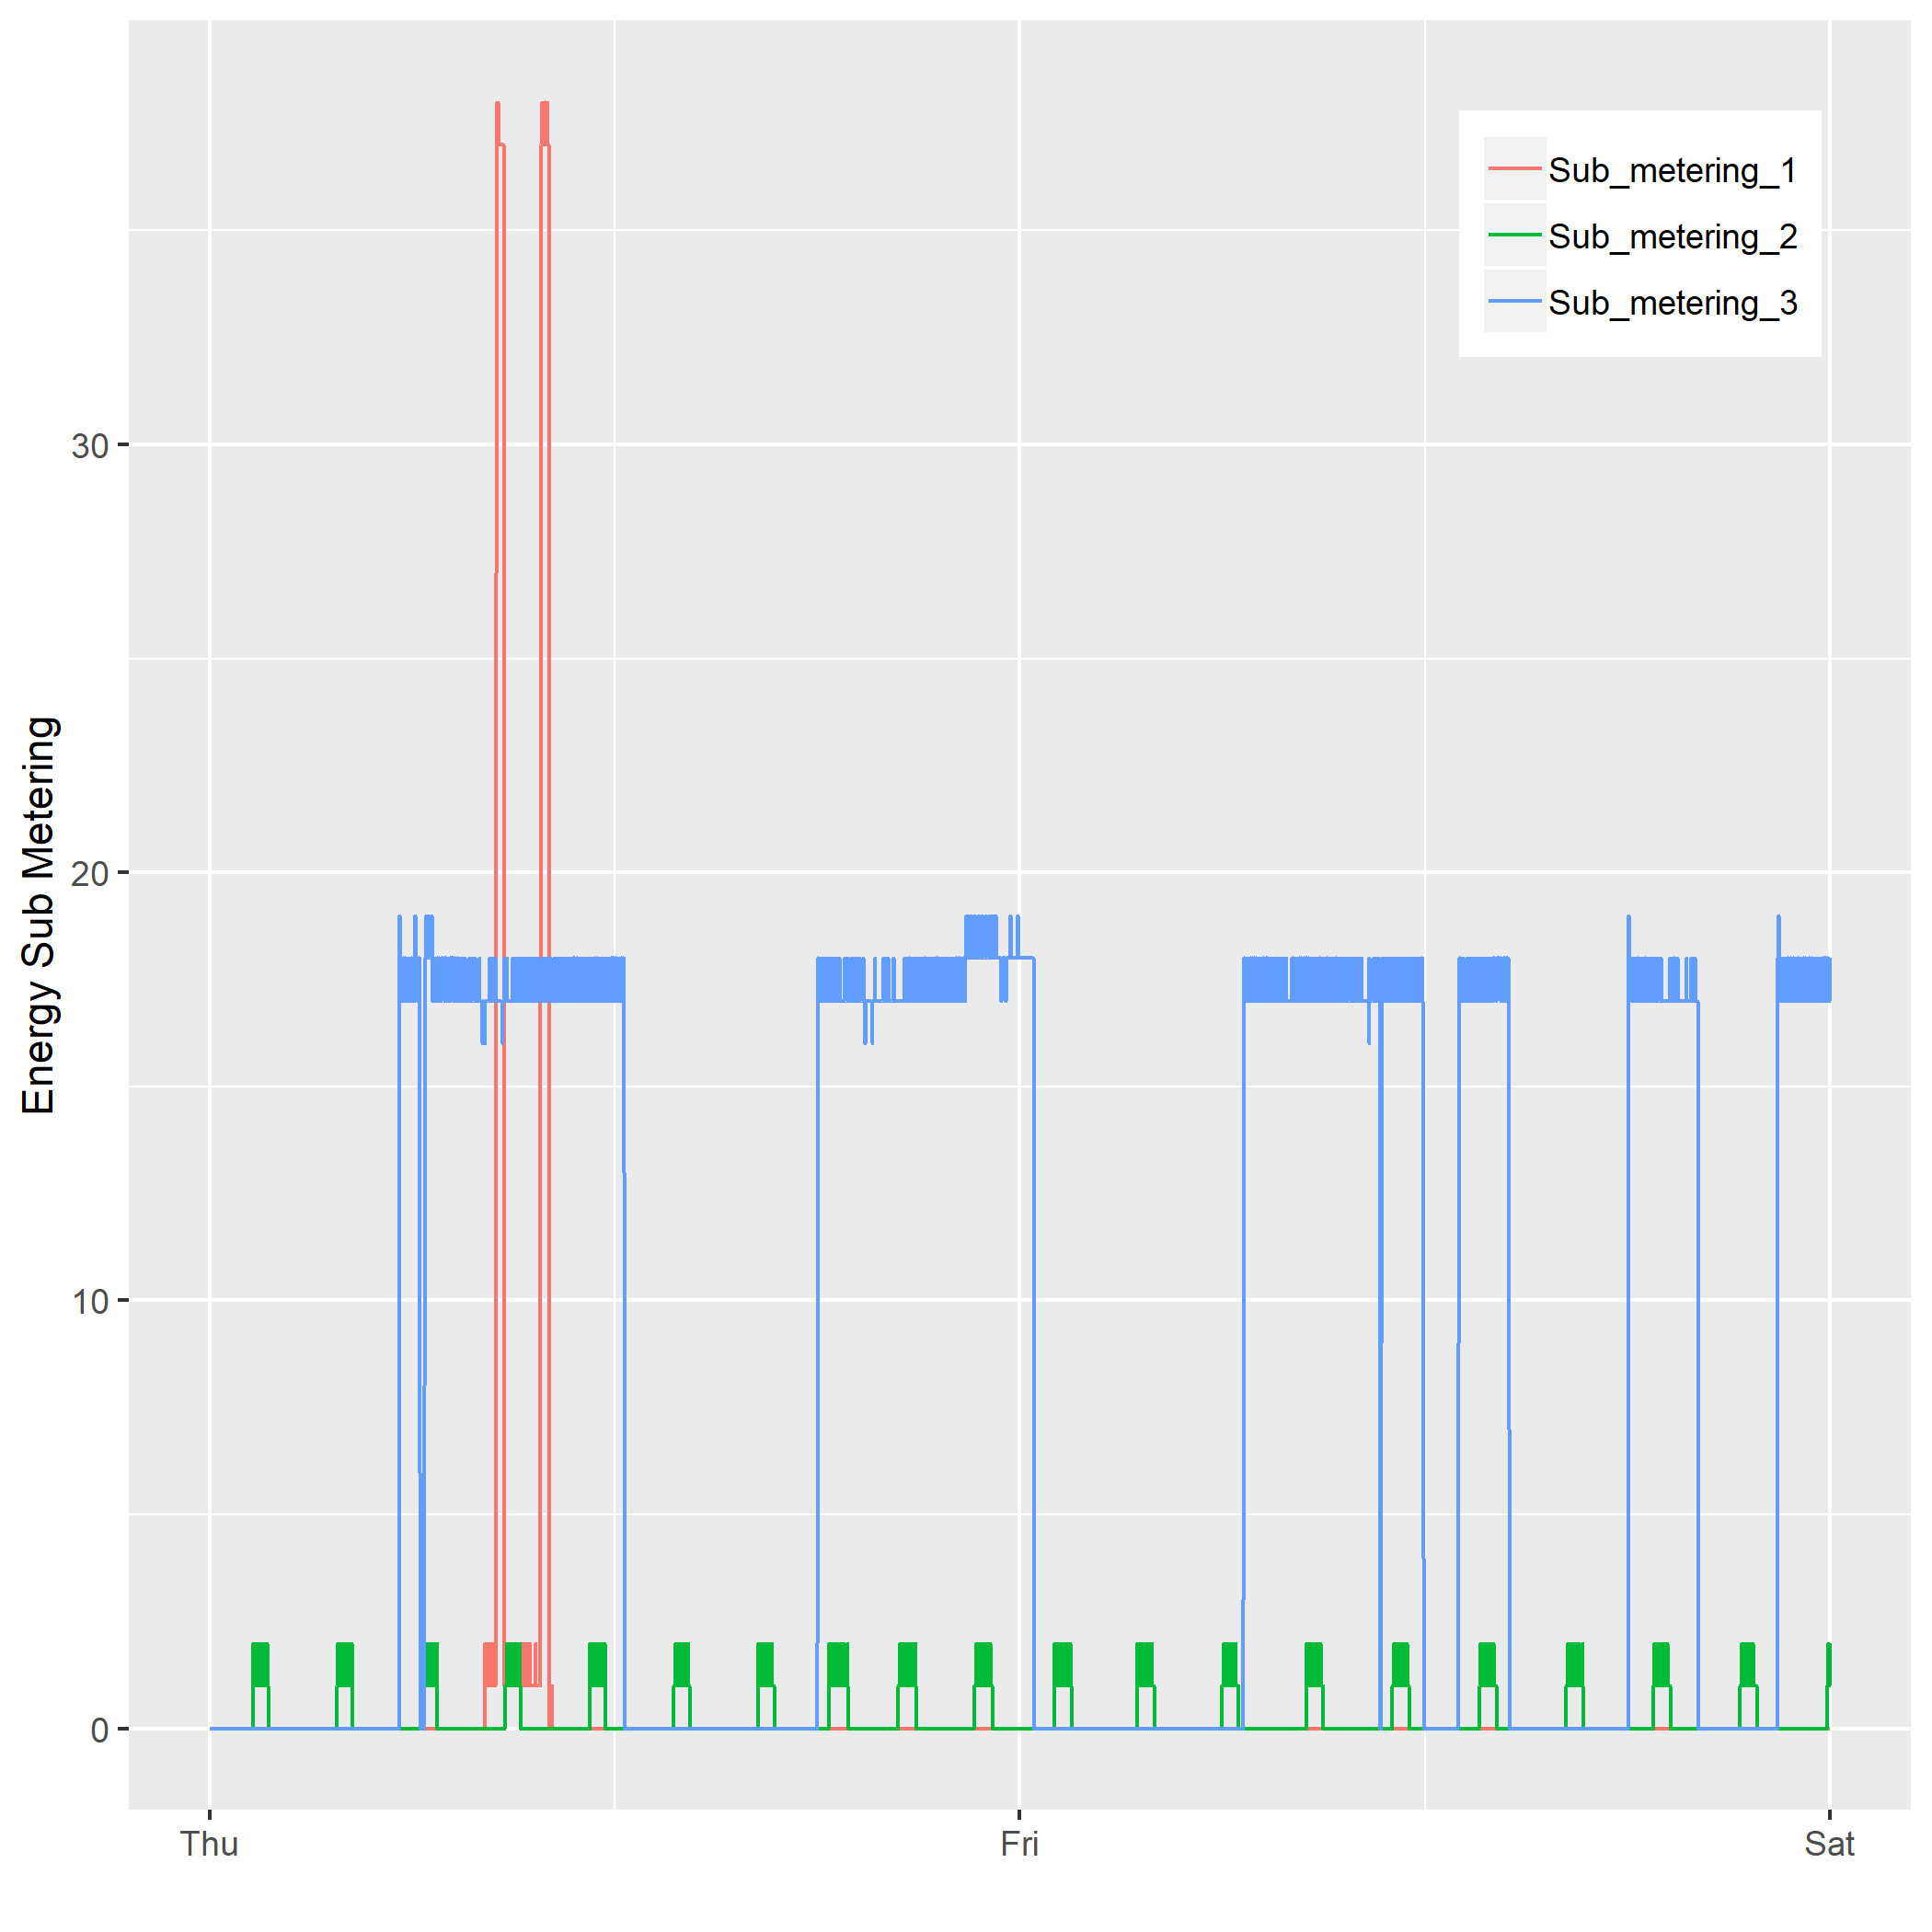 Sub_metering_1
Sub_metering_2
Sub_metering_3
30
20
10
0
Energy Sub Metering
Thu Fri Sat